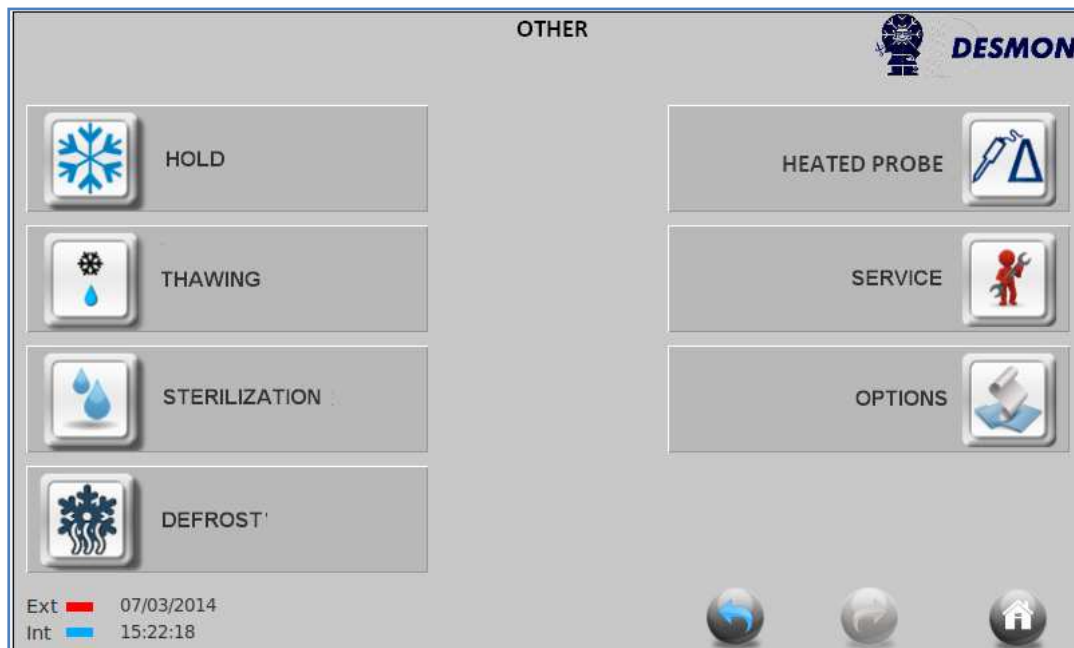 OTHER
DESMON
HOLD
HEATED PROBE
THAWING
SERVICE
STERILIZATION
OPTIONS
DEFROST'
Ext 07/03/2014
Int 15:22:18